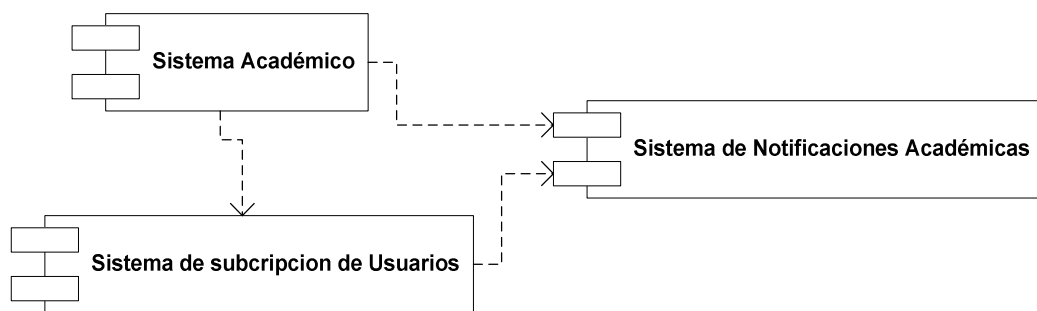 Sistema Académico
Sistema de Notificaciones Académicas
Sistema de subcripcion de Usuarios